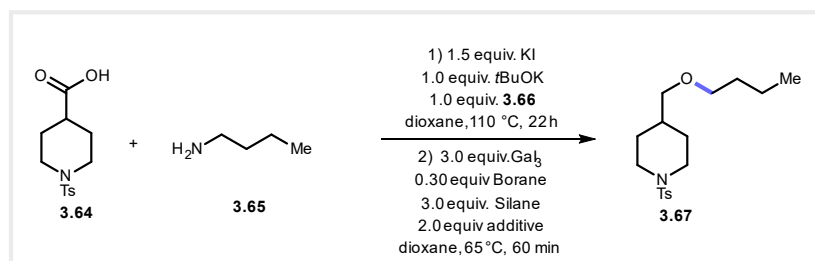 O
OH
N
Ts
3.64
+
H2N
Me
3.65
1) 1.5 equiv. KI
1.0 equiv. tBuOK
1.0 equiv. 3.66
dioxane, 110 °C, 22 h
2) 3.0 equiv. GaI3
0.30 equiv Borane
3.0 equiv. Silane
2.0 equiv additive
dioxane, 65 °C, 60 min
O
Me
N
Ts
3.67